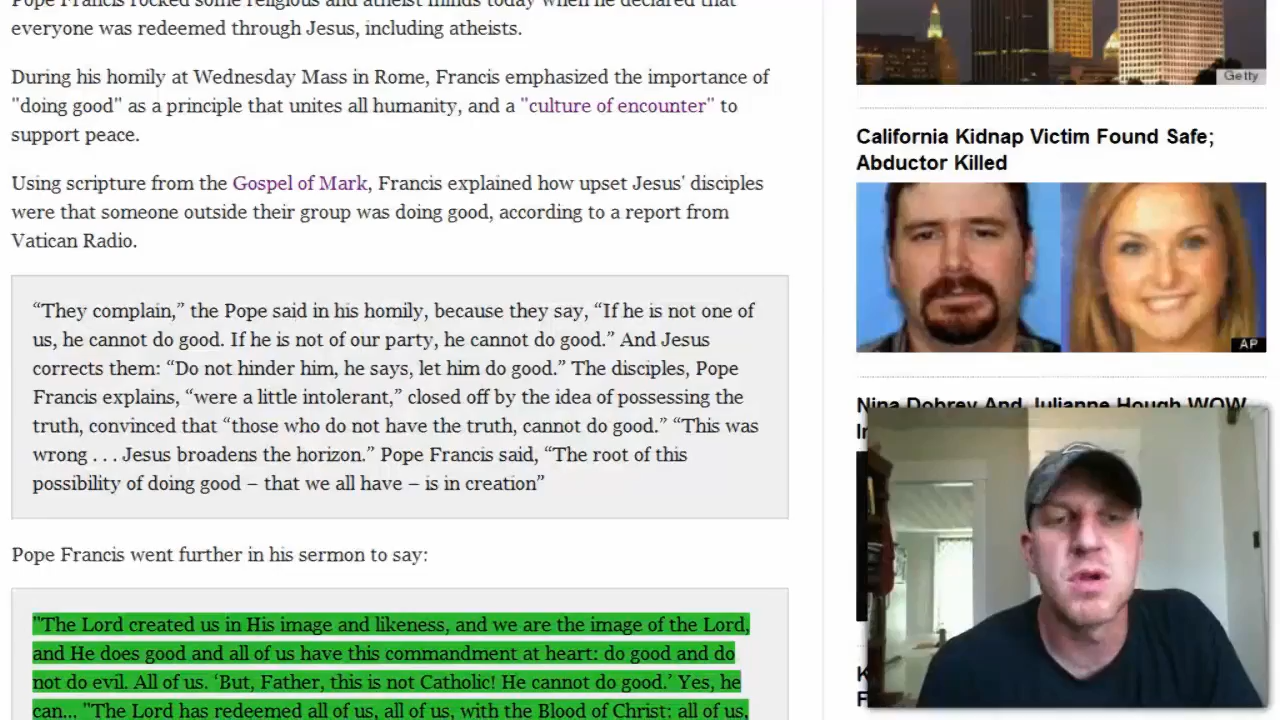 Pope Francis rocked some religious and atheist minds today when he declared that
everyone was redeemed through Jesus, including atheists.
During his homily at Wednesday Mass in Rome, Francis emphasized the importance of
"doing good" as a principle that unites all humanity, and a "culture of encounter" to
support peace.
Using scripture from the Gospel of Mark, Francis explained how upset Jesus' disciples
were that someone outside their group was doing good, according to a report from
Vatican Radio.
“They complain,” the Pope said in his homily, because they say, “If he is not one of
us, he cannot do good. If he is not of our party, he cannot do good.” And Jesus
corrects them: “Do not hinder him, he says, let him do good.” The disciples, Pope
Francis explains, “were a little intolerant,” closed off by the idea of possessing the
truth, convinced that “those who do not have the truth, cannot do good.” “This was
wrong . . . Jesus broadens the horizon.” Pope Francis said, “The root of this
possibility of doing good – that we all have – is in creation”
Pope Francis went further in his sermon to say:
"The Lord created us in His image and likeness, and we are the image of the Lord,
and He does good and all of us have this commandment at heart: do good and do
not do evil. All of us. ‘But, Father, this is not Catholic! He cannot do good.’ Yes, he
can... "The Lord has redeemed all of us, all of us, with the Blood of Christ: all of us,
Getty
California Kidnap Victim Found Safe;
Abductor Killed
AP
Nina Dobrev And Julianne Hough WOW